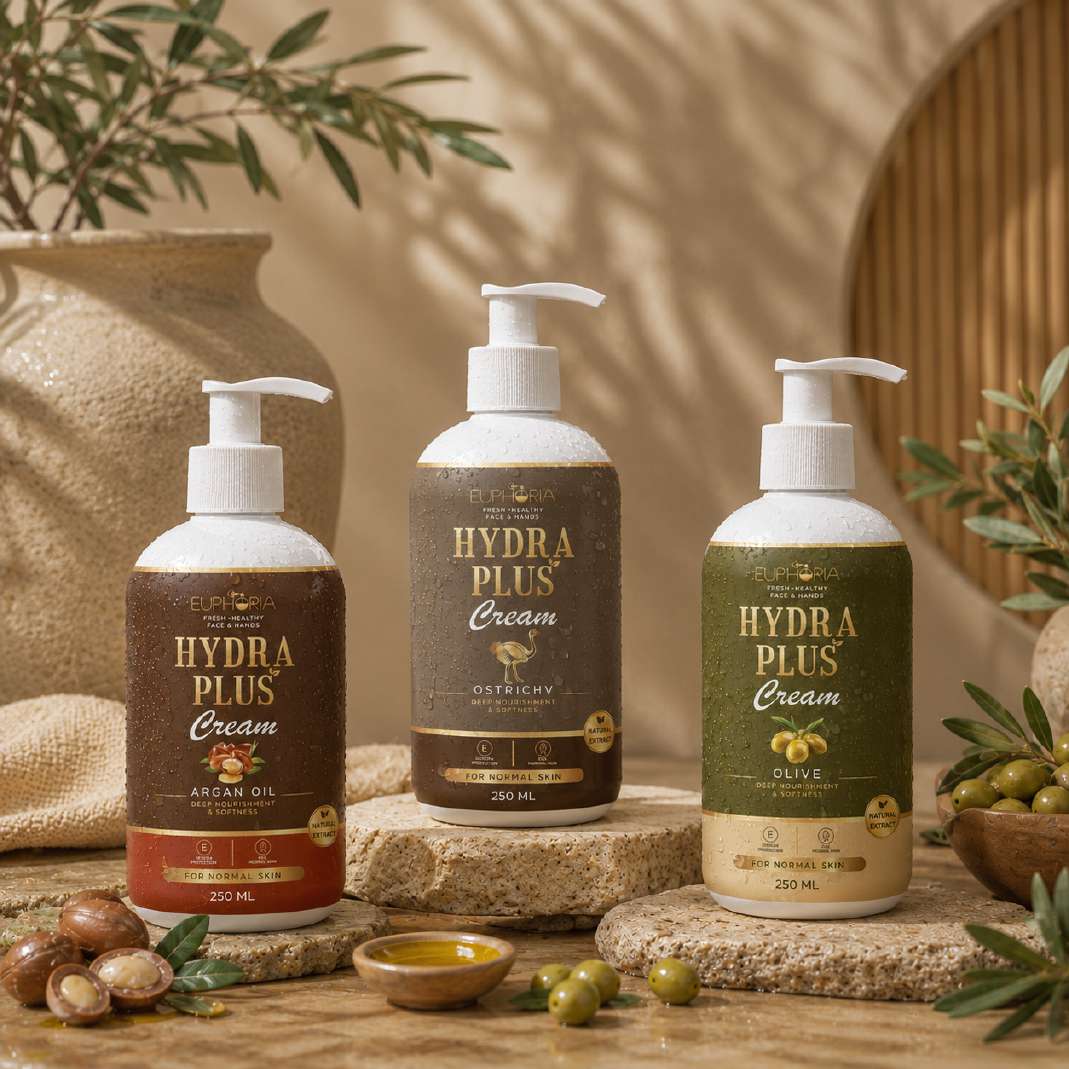 EUPHORIA
FRESH • HEALTHY
FACE & HANDS
HYDRA
PLUS
Cream
ARGAN OIL
DEEP NOURISHMENT
& SOFTNESS
NATURAL
EXTRACT
E
FOR NORMAL SKIN
250 ML
EUPHORIA
FRESH • HEALTHY
FACE & HANDS
HYDRA
PLUS
Cream
OSTRICHY
DEEP NOURISHMENT
& SOFTNESS
NATURAL
EXTRACT
E
FOR NORMAL SKIN
250 ML
EUPHORIA
FRESH • HEALTHY
FACE & HANDS
HYDRA
PLUS
Cream
OLIVE
DEEP NOURISHMENT
& SOFTNESS
NATURAL
EXTRACT
E
FOR NORMAL SKIN
250 ML